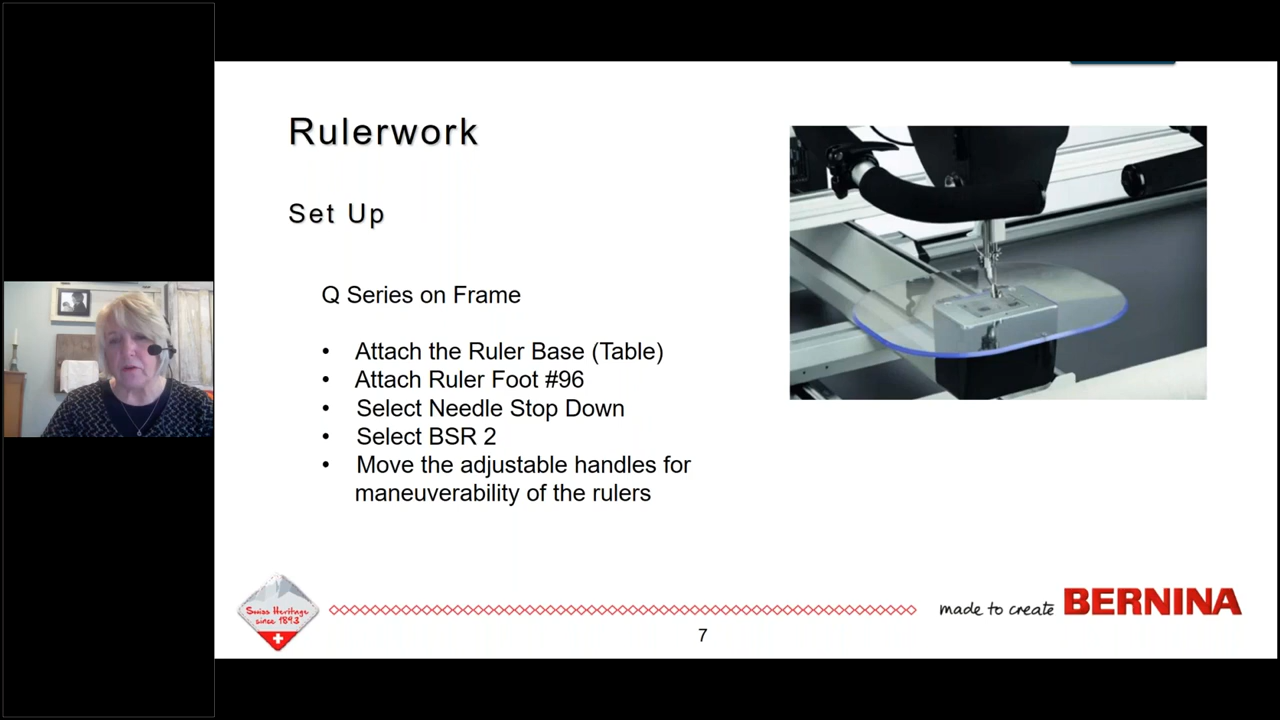 Rulerwork
Set Up
Q Series on Frame
• Attach the Ruler Base (Table)
• Attach Ruler Foot #96
• Select Needle Stop Down
• Select BSR 2
• Move the adjustable handles for
maneuverability of the rulers
Swiss Heritage
since 1893
made to create BERNINA
7